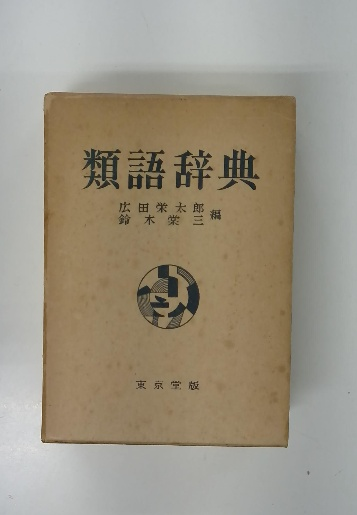 類語辞典
広田栄太郎
鈴木棠三 編
東京堂版